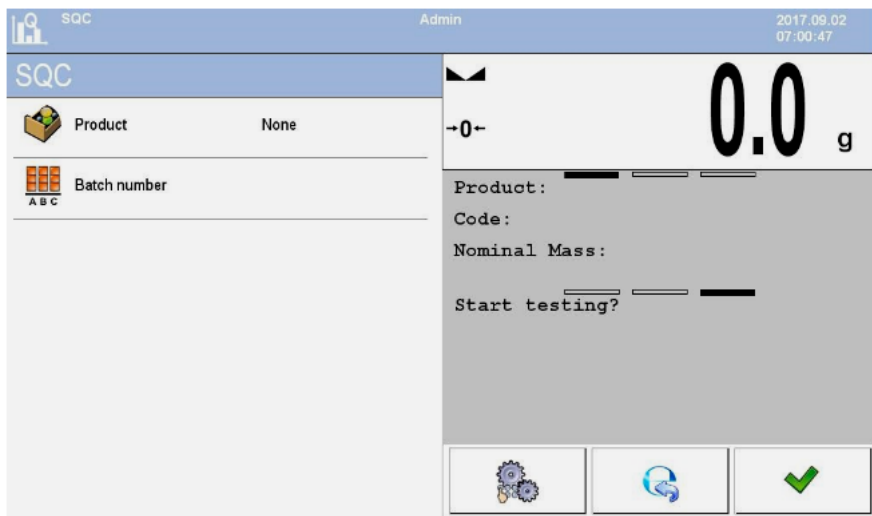 SQC
Admin
2017.09.02
07:00:47
SQC
Product None
A B C
Batch number
→0←
0.0 g
Product:
Code:
Nominal Mass:
Start testing?